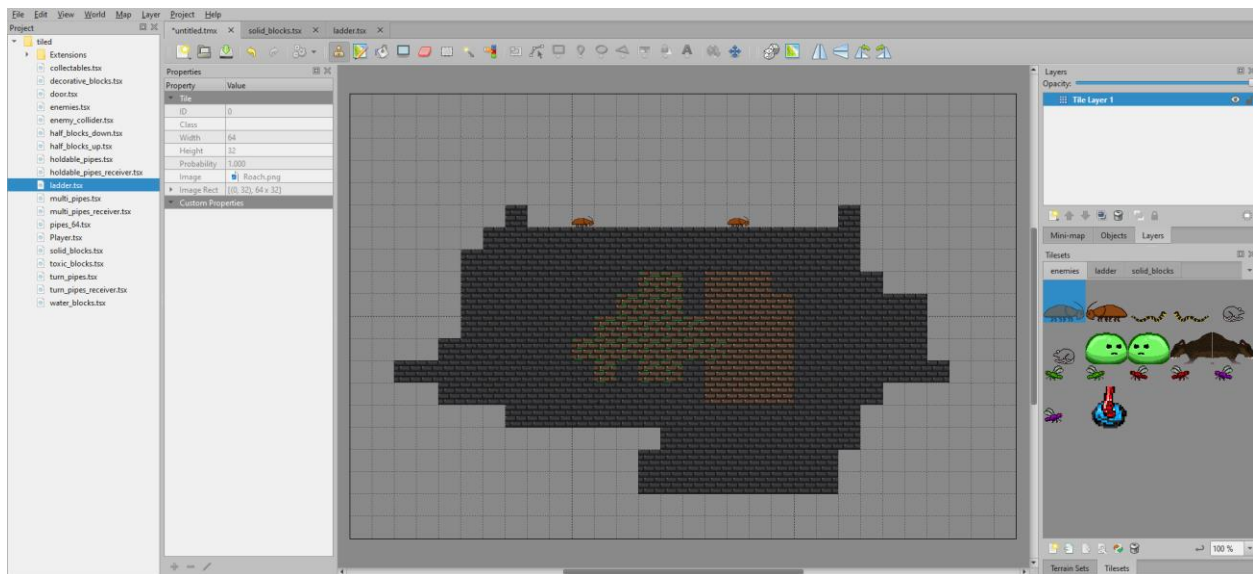 File Edit View World Map Layer Project Help
Project
tiled
Extensions
collectables.tsx
decorative_blocks.tsx
door.tsx
enemies.tsx
enemy_collider.tsx
half_blocks_down.tsx
half_blocks_up.tsx
holdable_pipes.tsx
holdable_pipes_receiver.tsx
ladder.tsx
multi_pipes.tsx
multi_pipes_receiver.tsx
pipes_64.tsx
Player.tsx
solid_blocks.tsx
toxic_blocks.tsx
turn_pipes.tsx
turn_pipes_receiver.tsx
water_blocks.tsx
*untitled.tmx solid_blocks.tsx ladder.tsx
Properties
Property Value
Tile
ID 0
Class
Width 64
Height 32
Probability 1.000
Image Roach.png
Image Rect [(0, 32), 64 x 32]
Custom Properties
Layers
Opacity:
Tile Layer 1
Mini-map Objects Layers
Tilesets
enemies ladder solid_blocks
100 %
Terrain Sets Tilesets